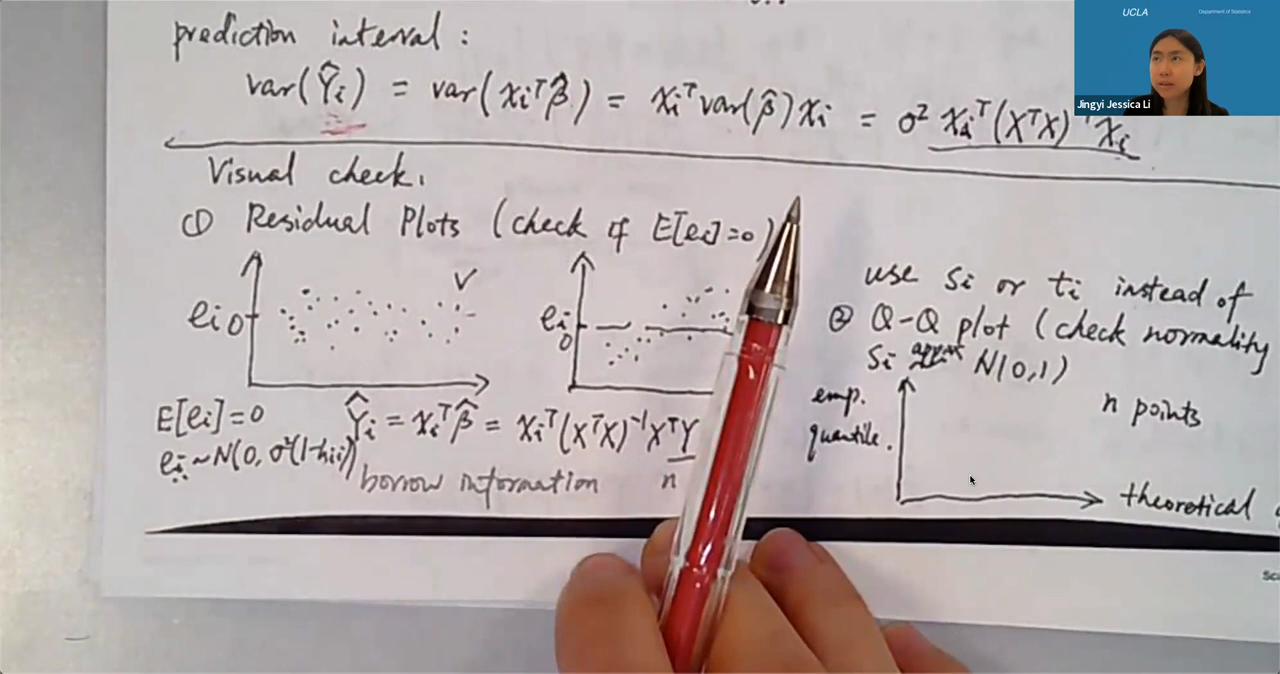 prediction interval :
var(Ŷi) = var(xiᵀβ̂) = xiᵀ var(β̂) xi = σ² xiᵀ(XᵀX)⁻¹xi
UCLA
Department of Statistics
Jingyi Jessica Li
Visual check.
① Residual Plots (check if E[ei]=0)
ei 0
✓
ei 0
E[ei]=0
ei ~ N(0, σ²(1-hii))
Ŷi = xiᵀβ̂ = xiᵀ(XᵀX)⁻¹XᵀY
borrow information
n
use Si or ti instead of
② Q-Q plot (check normality
Si N(0,1)
emp.
quantile.
n points
theoretical